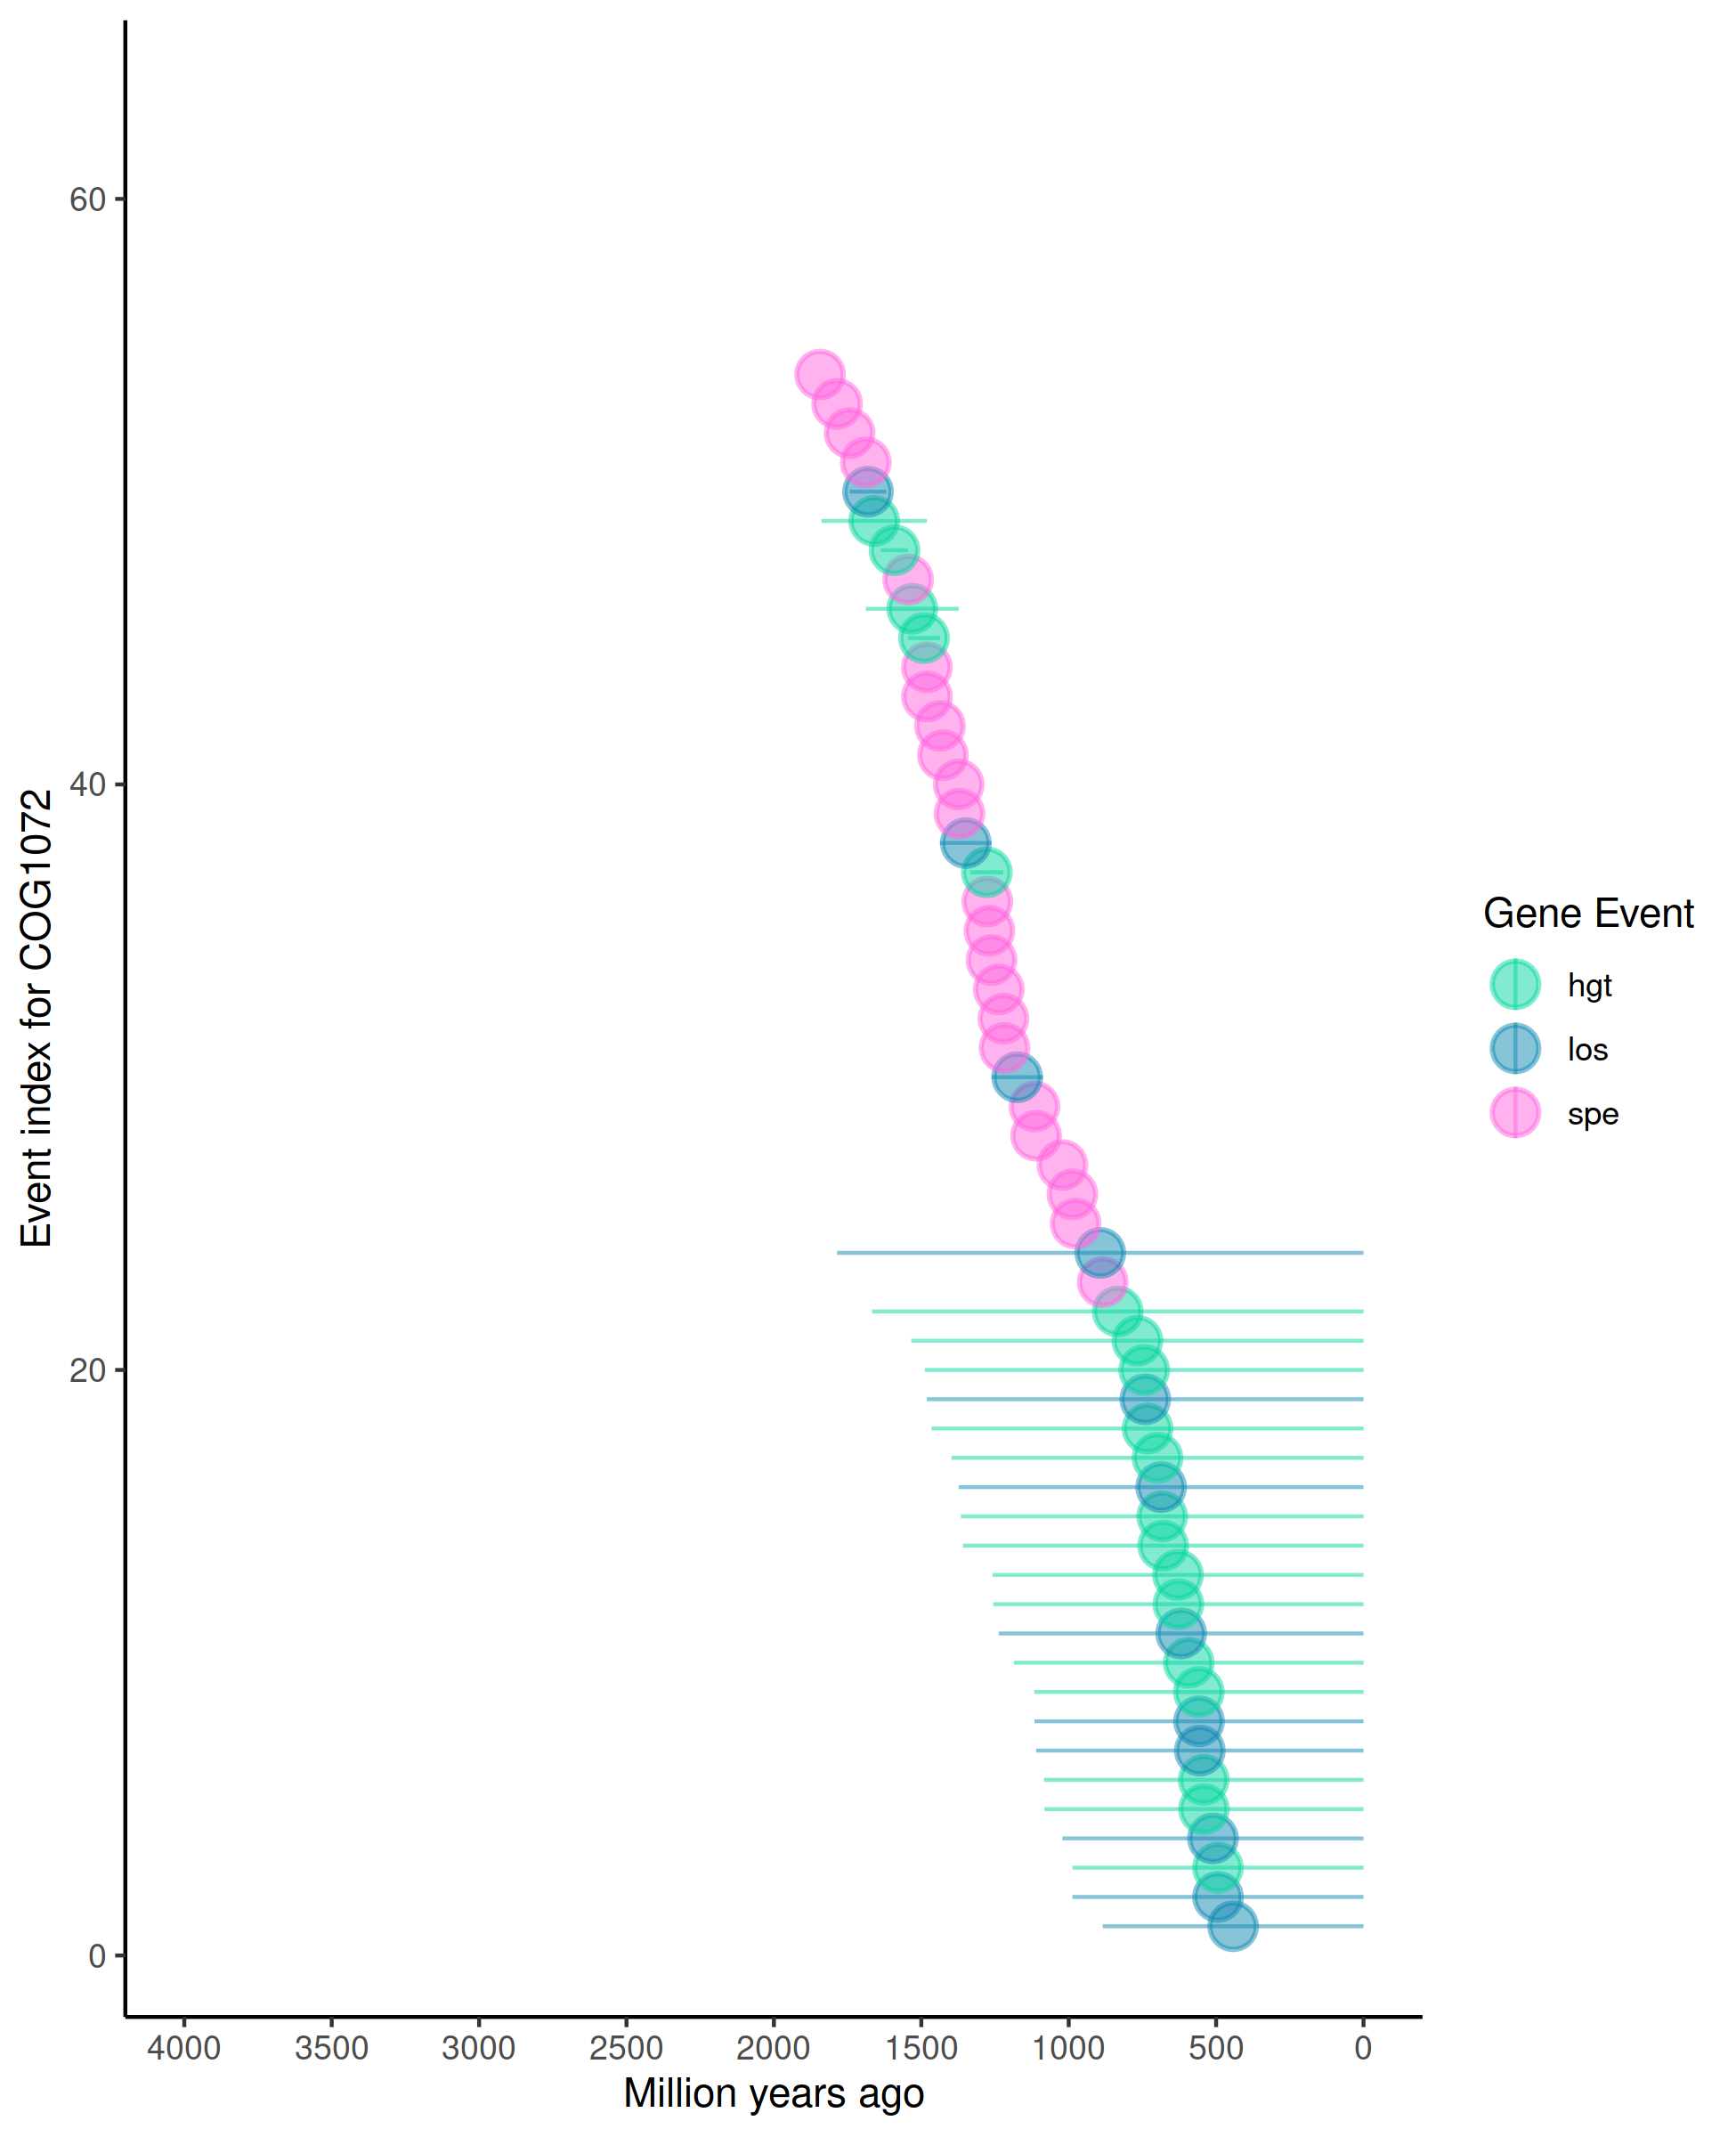 60
40
20
0
Event index for COG1072
4000 3500 3000 2500 2000 1500 1000 500 0
Million years ago
Gene Event
hgt
los
spe